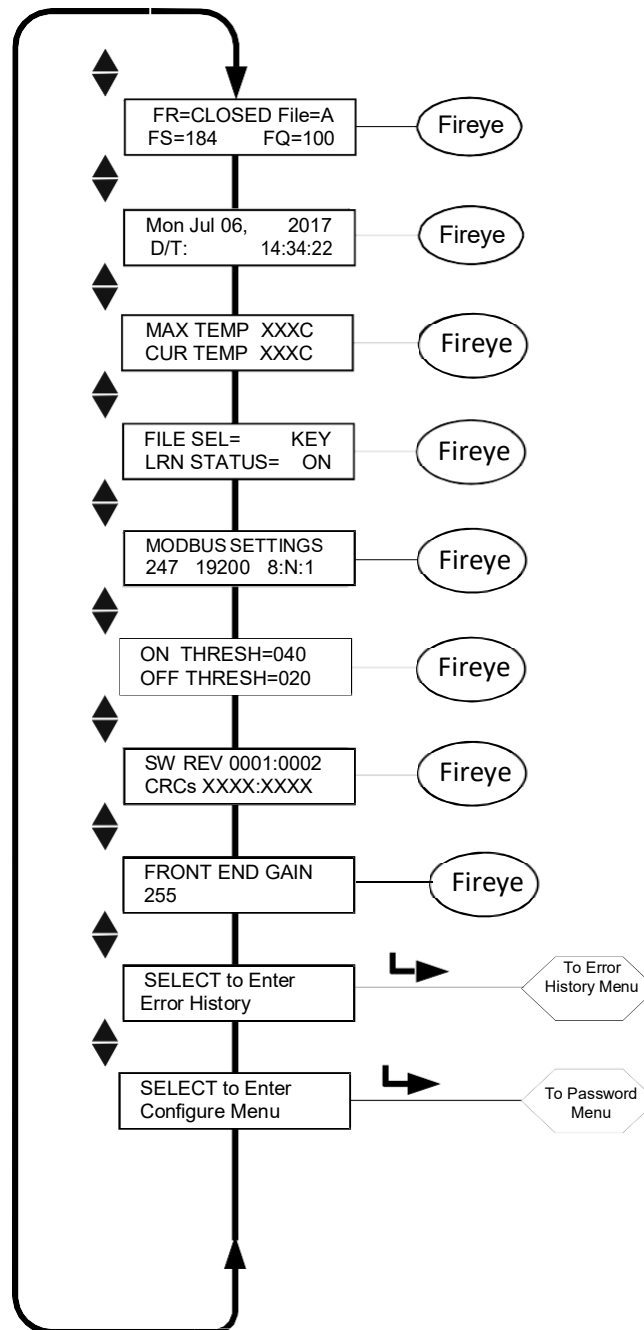 FR=CLOSED File=A
FS=184 FQ=100
Fireye
Mon Jul 06, 2017
D/T: 14:34:22
Fireye
MAX TEMP XXXC
CUR TEMP XXXC
Fireye
FILE SEL= KEY
LRN STATUS= ON
Fireye
MODBUS SETTINGS
247 19200 8:N:1
Fireye
ON THRESH=040
OFF THRESH=020
Fireye
SW REV 0001:0002
CRCs XXXX:XXXX
Fireye
FRONT END GAIN
255
Fireye
SELECT to Enter
Error History
To Error
History Menu
SELECT to Enter
Configure Menu
To Password
Menu